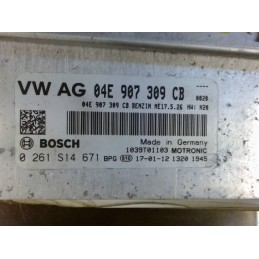 VW AG 04E 907 309 CB ----
04E 907 309 CB BENZIN ME17.5.26 HW: H20
BOSCH
Made in Germany
1039T01103 MOTRONIC
0 261 S14 671 BPG 17-01-12 1320 1945